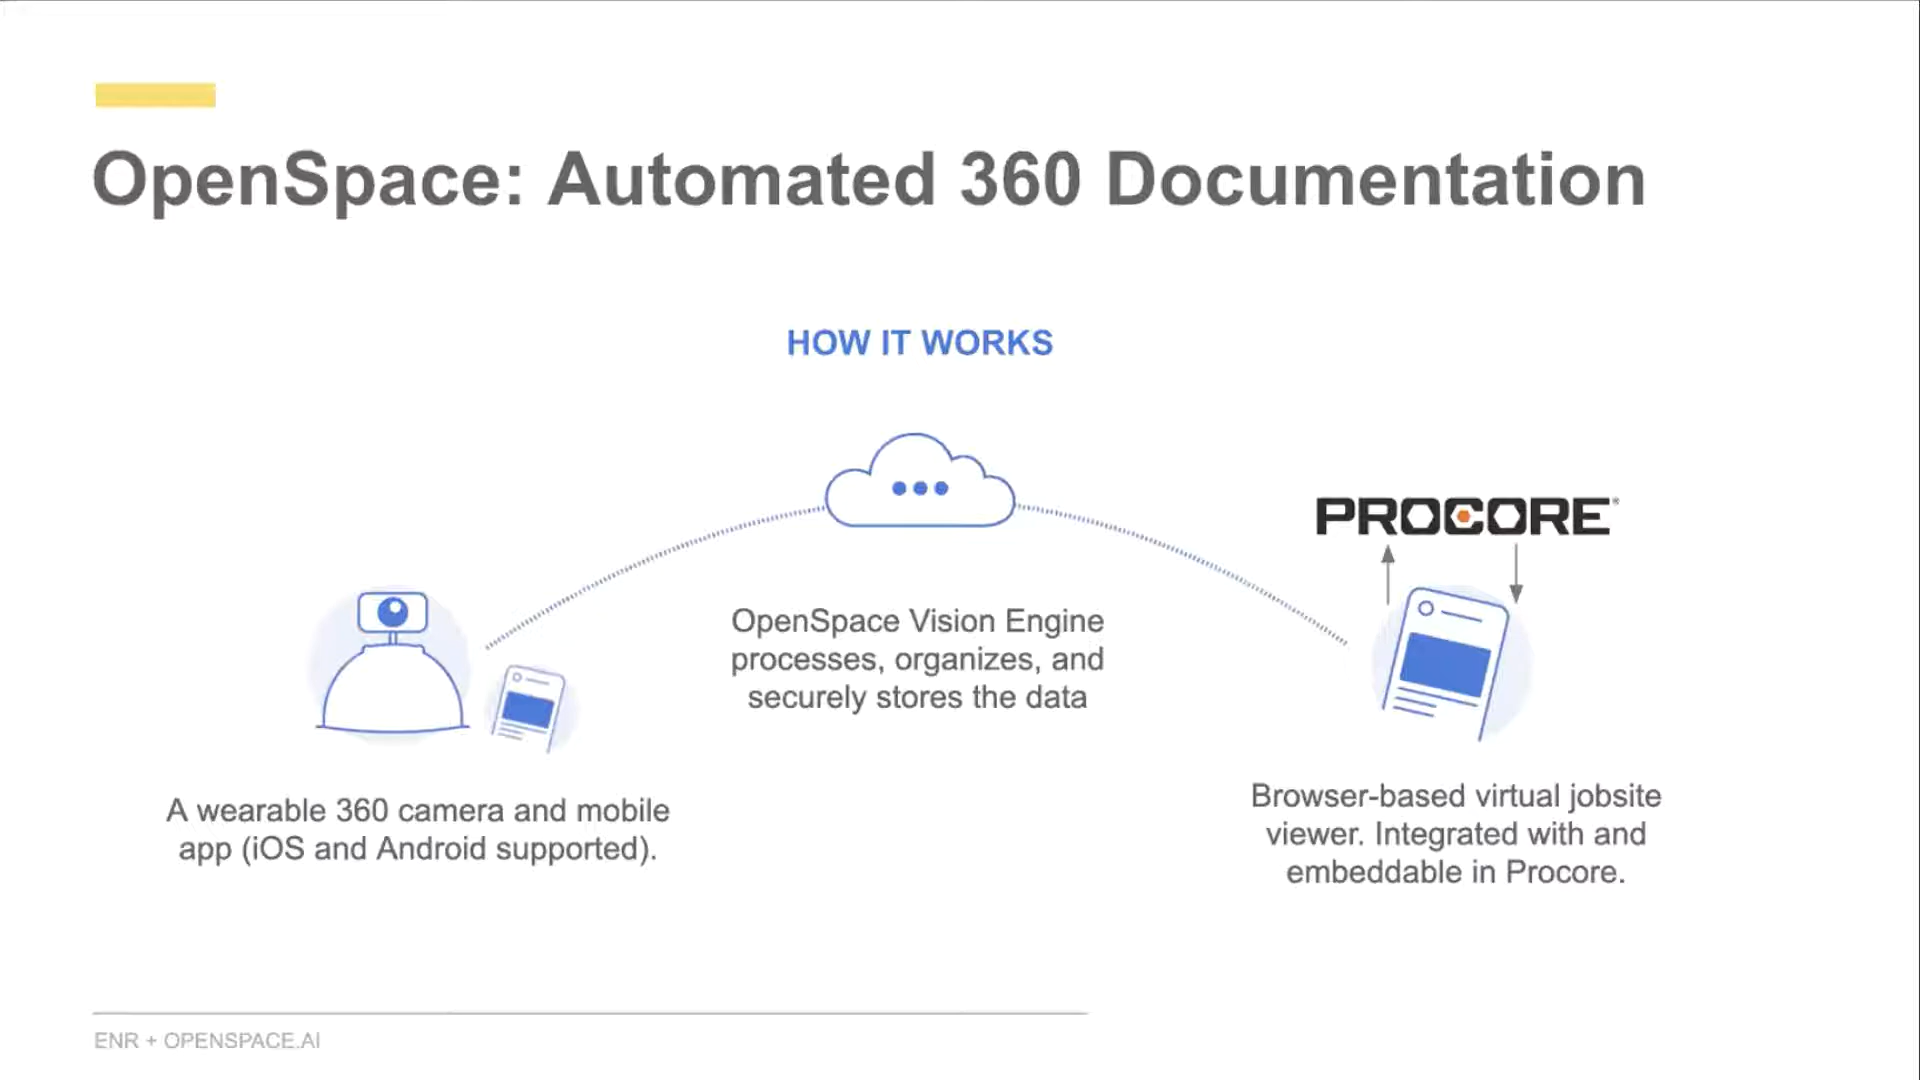 OpenSpace: Automated 360 Documentation
HOW IT WORKS
PROCORE®
OpenSpace Vision Engine
processes, organizes, and
securely stores the data
A wearable 360 camera and mobile
app (iOS and Android supported).
Browser-based virtual jobsite
viewer. Integrated with and
embeddable in Procore.
ENR + OPENSPACE.AI